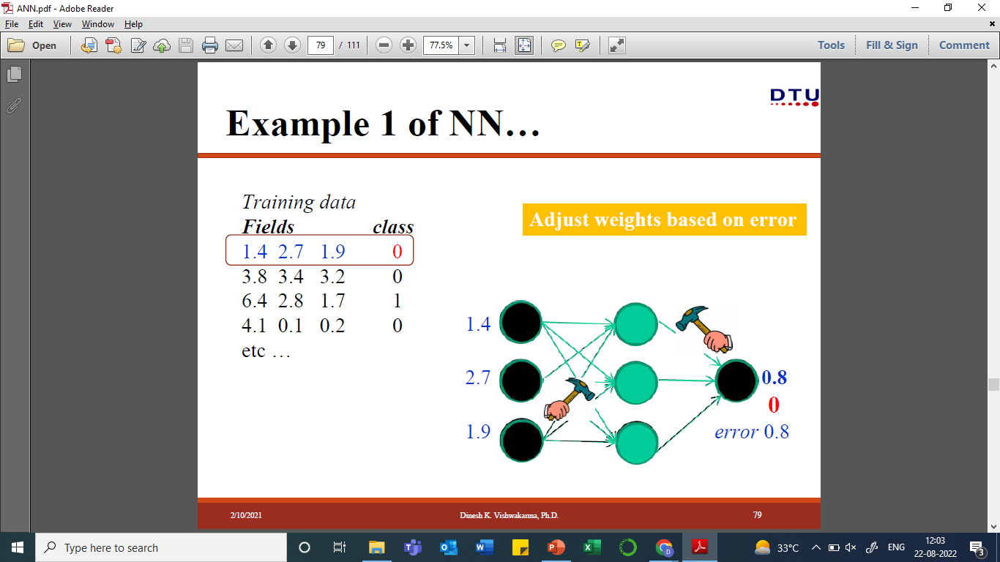 ANN.pdf - Adobe Reader
File Edit View Window Help
Open 79 / 111 77.5% Tools Fill & Sign Comment
DTU
Example 1 of NN…
Training data
Fields class
1.4 2.7 1.9 0
3.8 3.4 3.2 0
6.4 2.8 1.7 1
4.1 0.1 0.2 0
etc …
Adjust weights based on error
1.4
2.7
1.9
0.8
0
error 0.8
2/10/2021 Dinesh K. Vishwakarma, Ph.D. 79
Type here to search
33°C ENG
12:03
22-08-2022
3